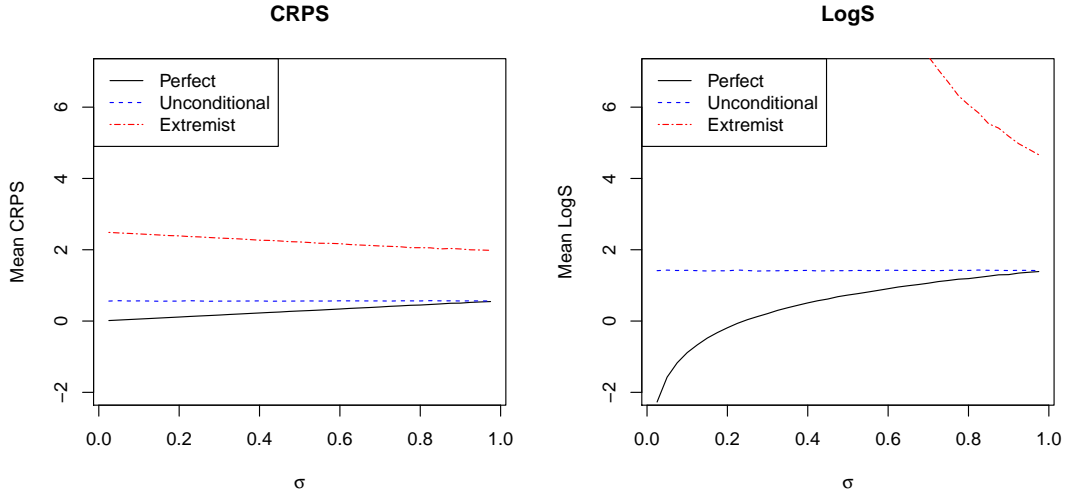 CRPS
Perfect
Unconditional
Extremist
Mean CRPS
6
4
2
0
−2
0.0 0.2 0.4 0.6 0.8 1.0
σ
LogS
Perfect
Unconditional
Extremist
Mean LogS
6
4
2
0
−2
0.0 0.2 0.4 0.6 0.8 1.0
σ